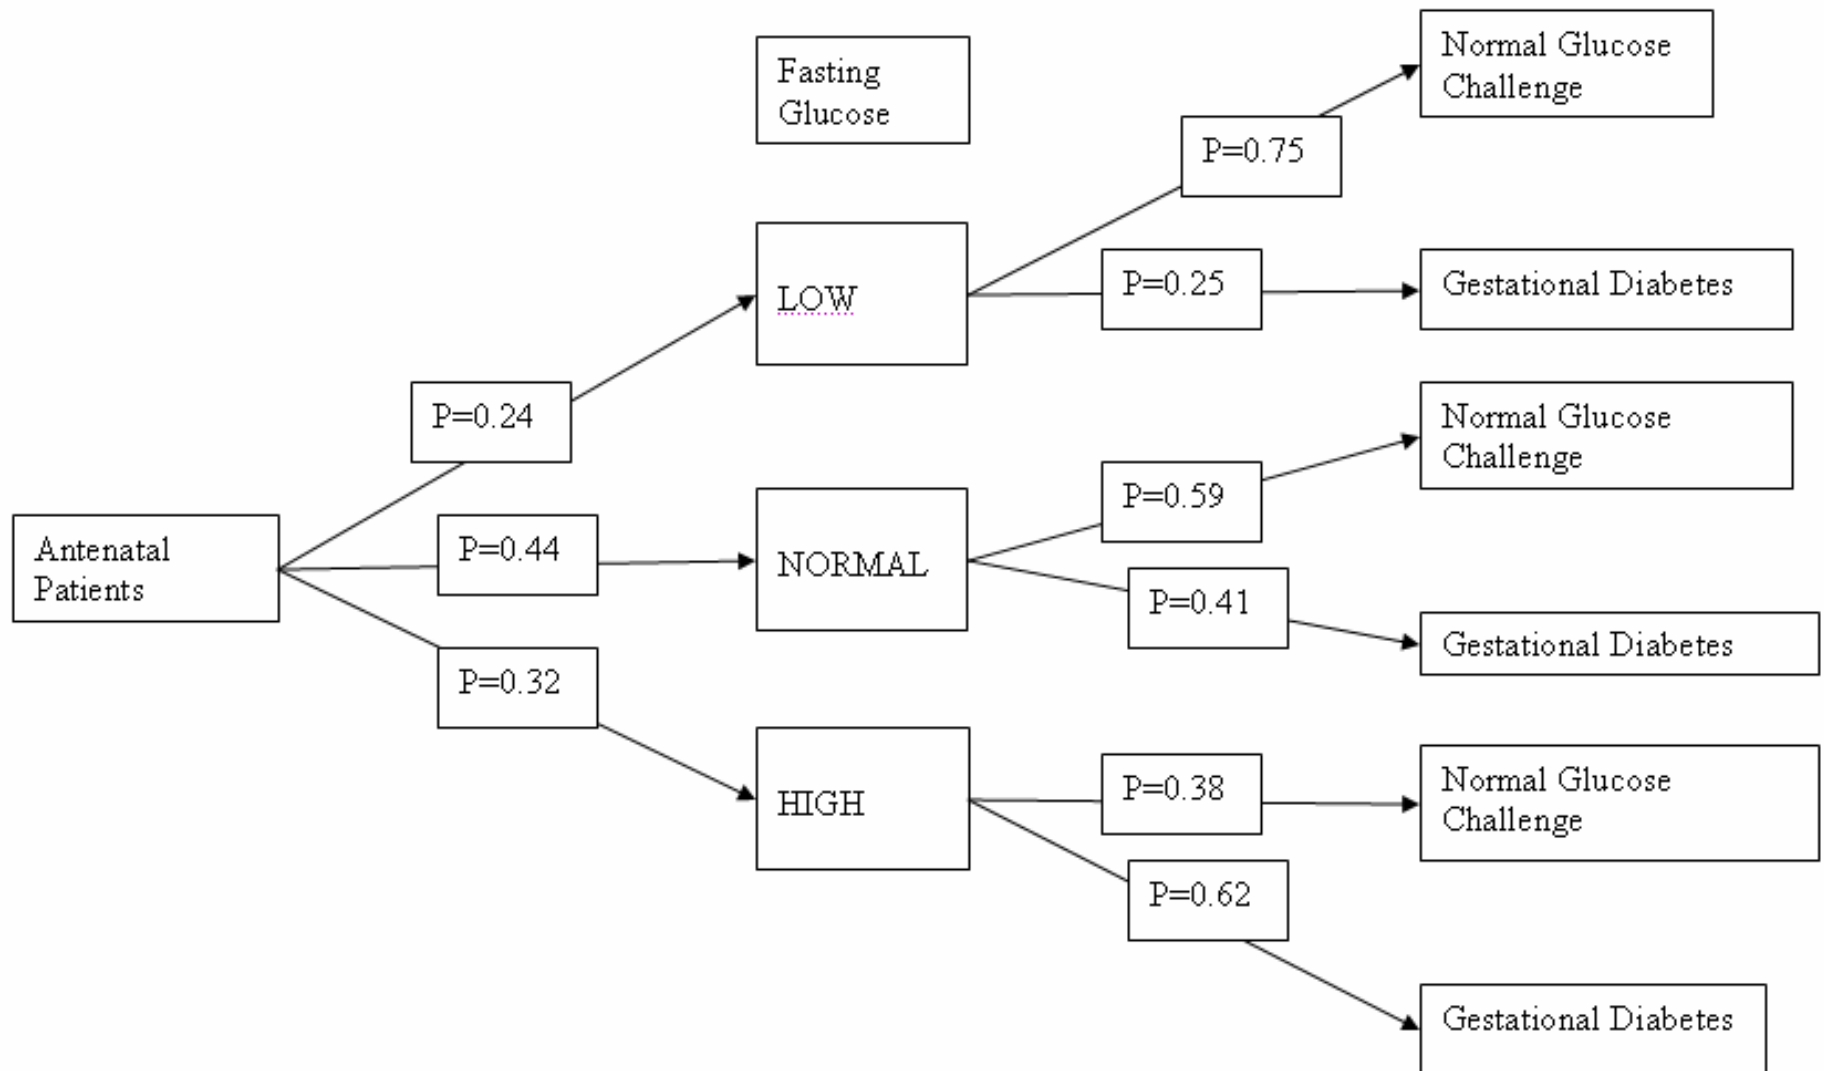 Fasting
Glucose
Normal Glucose
Challenge
P=0.75
LOW
P=0.25
Gestational Diabetes
P=0.24
Normal Glucose
Challenge
P=0.59
Antenatal
Patients
P=0.44
NORMAL
P=0.41
Gestational Diabetes
P=0.32
HIGH
P=0.38
Normal Glucose
Challenge
P=0.62
Gestational Diabetes